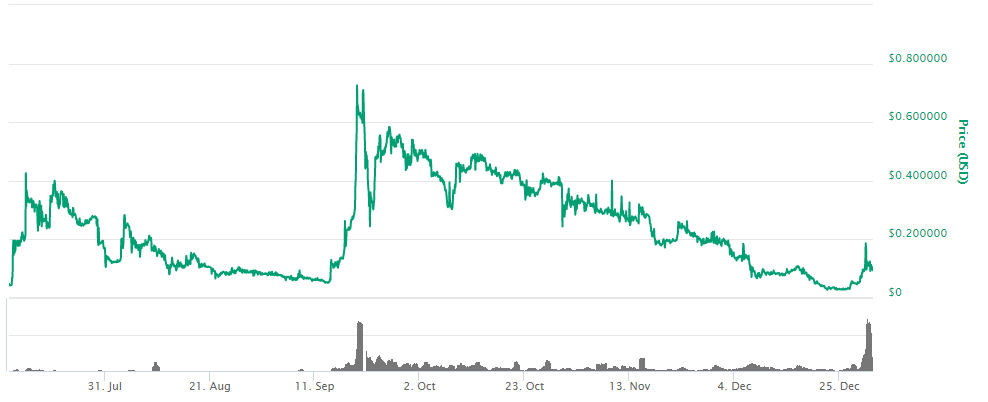 $0.800000
$0.600000
$0.400000
$0.200000
$0
Price (USD)
31. Jul
21. Aug
11. Sep
2. Oct
23. Oct
13. Nov
4. Dec
25. Dec